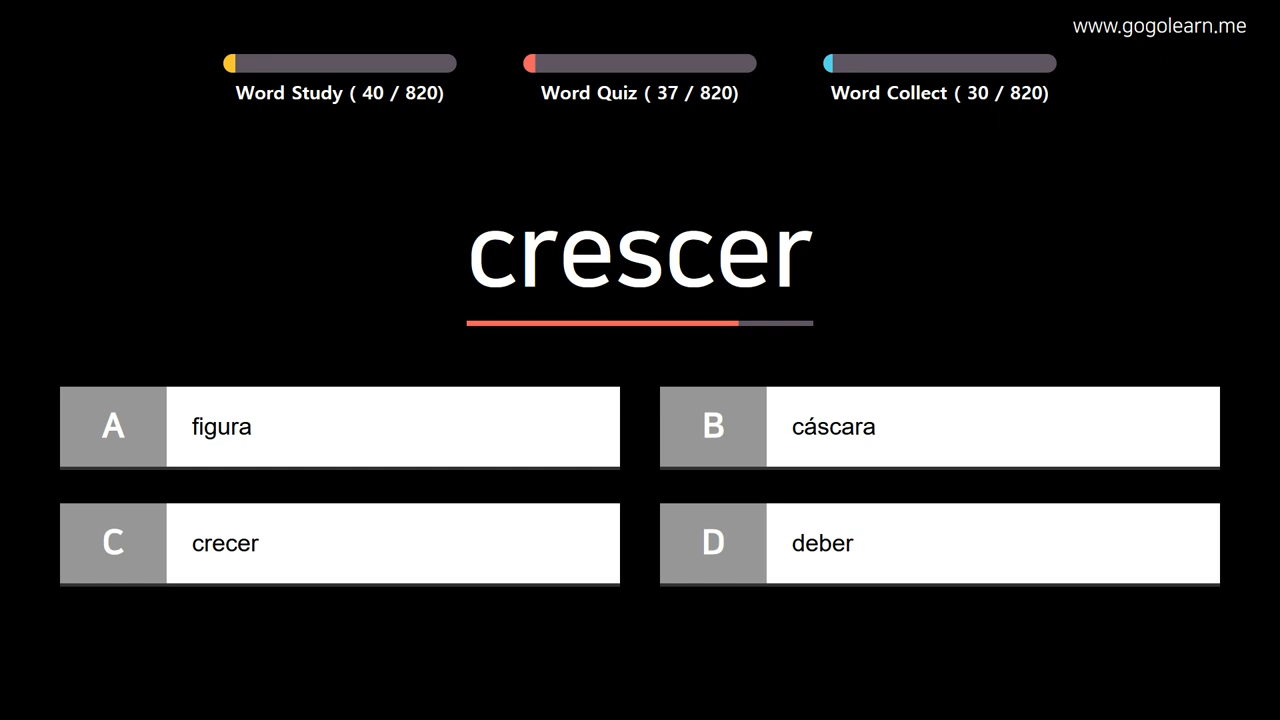 www.gogolearn.me
Word Study ( 40 / 820)
Word Quiz ( 37 / 820)
Word Collect ( 30 / 820)
crescer
A figura
B cáscara
C crecer
D deber